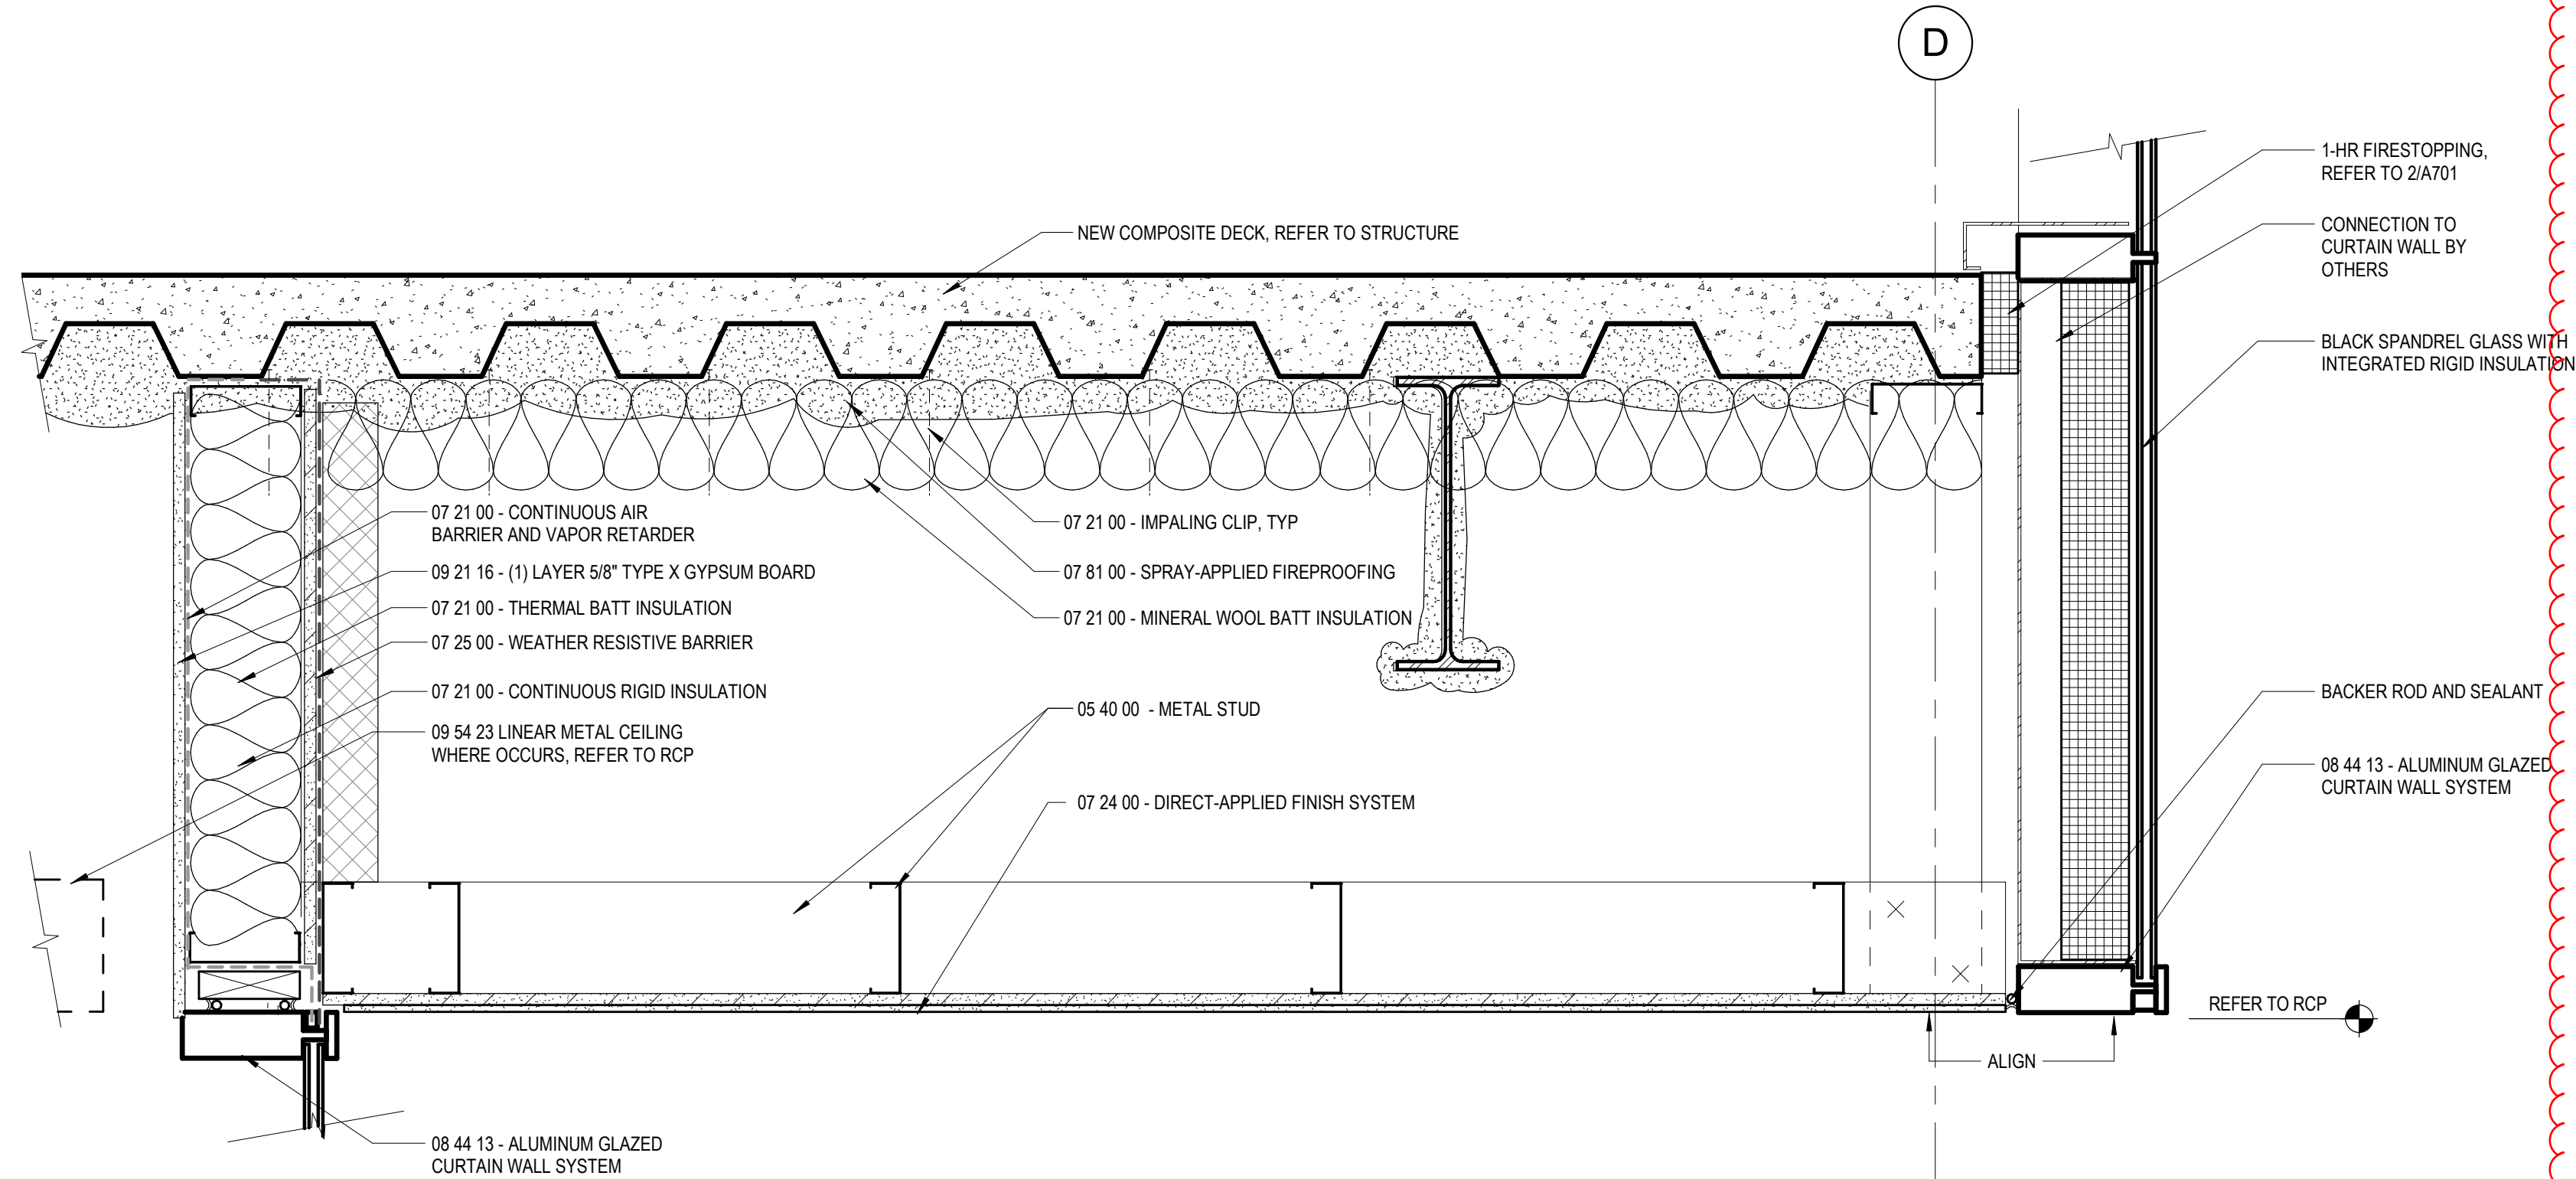 D
1-HR FIRESTOPPING,
REFER TO 2/A701
CONNECTION TO
CURTAIN WALL BY
OTHERS
NEW COMPOSITE DECK, REFER TO STRUCTURE
BLACK SPANDREL GLASS WITH
INTEGRATED RIGID INSULATION
07 21 00 - CONTINUOUS AIR
BARRIER AND VAPOR RETARDER
09 21 16 - (1) LAYER 5/8" TYPE X GYPSUM BOARD
07 21 00 - THERMAL BATT INSULATION
07 25 00 - WEATHER RESISTIVE BARRIER
07 21 00 - CONTINUOUS RIGID INSULATION
09 54 23 LINEAR METAL CEILING
WHERE OCCURS, REFER TO RCP
07 21 00 - IMPALING CLIP, TYP
07 81 00 - SPRAY-APPLIED FIREPROOFING
07 21 00 - MINERAL WOOL BATT INSULATION
05 40 00 - METAL STUD
07 24 00 - DIRECT-APPLIED FINISH SYSTEM
BACKER ROD AND SEALANT
08 44 13 - ALUMINUM GLAZED
CURTAIN WALL SYSTEM
REFER TO RCP
ALIGN
08 44 13 - ALUMINUM GLAZED
CURTAIN WALL SYSTEM